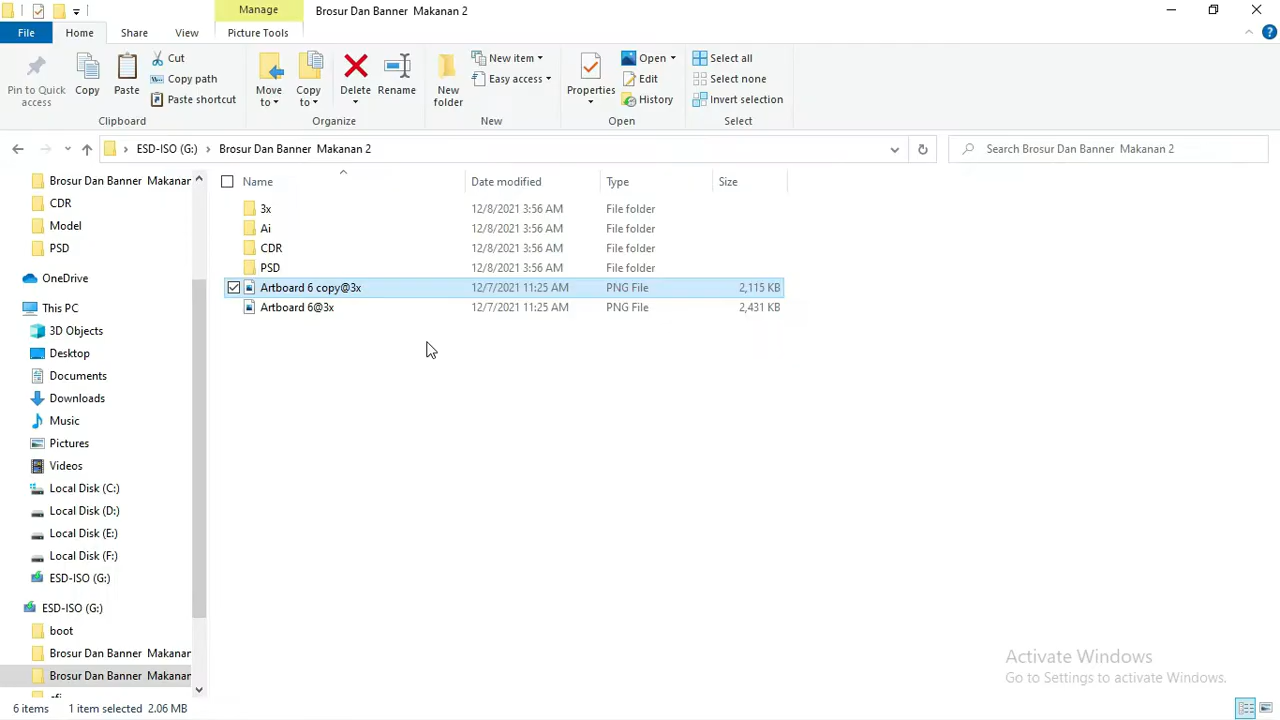 Manage
Brosur Dan Banner  Makanan 2
File
Home
Share
View
Picture Tools
Pin to Quick access
Copy
Paste
Cut
Copy path
Paste shortcut
Clipboard
Move to
Copy to
Delete
Rename
Organize
New folder
New item
Easy access
New
Properties
Open
Edit
History
Open
Select all
Select none
Invert selection
Select
ESD-ISO (G:) Brosur Dan Banner  Makanan 2
Search Brosur Dan Banner  Makanan 2
Brosur Dan Banner  Makanan
CDR
Model
PSD
OneDrive
This PC
3D Objects
Desktop
Documents
Downloads
Music
Pictures
Videos
Local Disk (C:)
Local Disk (D:)
Local Disk (E:)
Local Disk (F:)
ESD-ISO (G:)
ESD-ISO (G:)
boot
Brosur Dan Banner  Makanan
Brosur Dan Banner  Makanan
Name Date modified Type Size
3x 12/8/2021 3:56 AM File folder
Ai 12/8/2021 3:56 AM File folder
CDR 12/8/2021 3:56 AM File folder
PSD 12/8/2021 3:56 AM File folder
Artboard 6 copy@3x 12/7/2021 11:25 AM PNG File 2,115 KB
Artboard 6@3x 12/7/2021 11:25 AM PNG File 2,431 KB
Activate Windows
Go to Settings to activate Windows.
6 items 1 item selected 2.06 MB